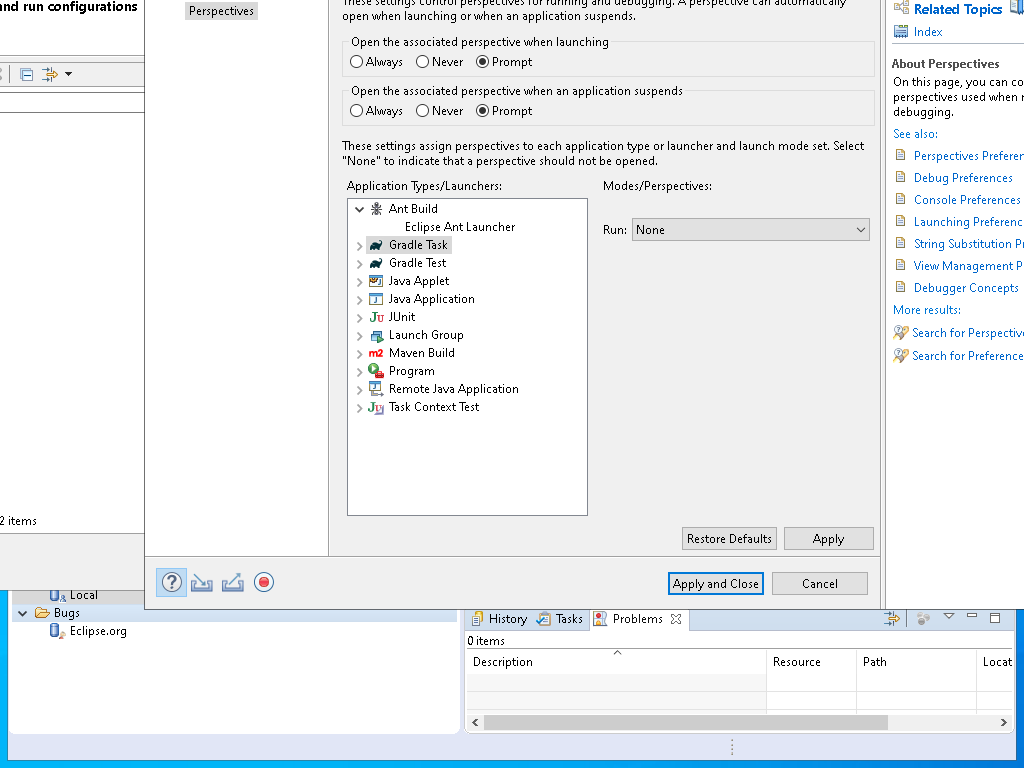 and run configurations
Perspectives
These settings control perspectives for running and debugging. A perspective can automatically
open when launching or when an application suspends.
Open the associated perspective when launching
Always
Never
Prompt
Open the associated perspective when an application suspends
Always
Never
Prompt
These settings assign perspectives to each application type or launcher and launch mode set. Select
"None" to indicate that a perspective should not be opened.
Application Types/Launchers:
Modes/Perspectives:
Ant Build
Eclipse Ant Launcher
Gradle Task
Gradle Test
Java Applet
Java Application
JUnit
Launch Group
Maven Build
Program
Remote Java Application
Task Context Test
Run:
None
2 items
Restore Defaults
Apply
Apply and Close
Cancel
Related Topics
Index
About Perspectives
On this page, you can co
perspectives used when r
debugging.
See also:
Perspectives Preferen
Debug Preferences
Console Preferences
Launching Preferenc
String Substitution Pr
View Management P
Debugger Concepts
More results:
Search for Perspective
Search for Preference
Local
Bugs
Eclipse.org
History
Tasks
Problems
0 items
Description
Resource
Path
Locat